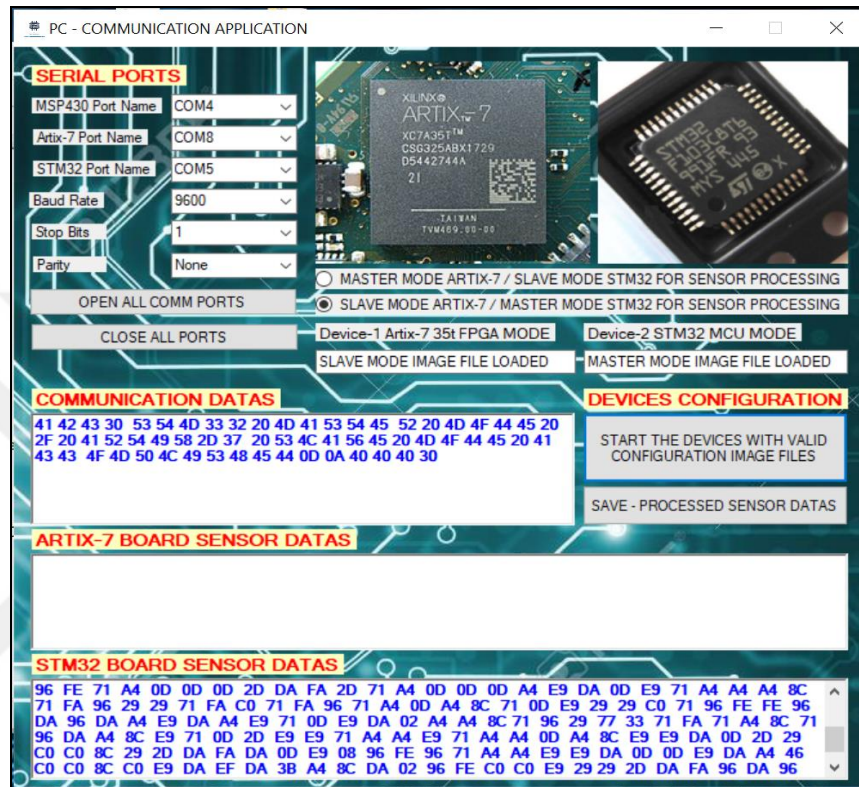 PC - COMMUNICATION APPLICATION
SERIAL PORTS
MSP430 Port Name COM4
Artix-7 Port Name COM8
STM32 Port Name COM5
Baud Rate 9600
Stop Bits 1
Parity None
OPEN ALL COMM PORTS
CLOSE ALL PORTS
XILINX®
ARTIX™-7
XC7A35T™
CSG325ABX1729
D5442744A
2I
TAIWAN
TVM469.00-00
STM32
F103C8T6
991FR 93
MYS 445
MASTER MODE ARTIX-7 / SLAVE MODE STM32 FOR SENSOR PROCESSING
SLAVE MODE ARTIX-7 / MASTER MODE STM32 FOR SENSOR PROCESSING
Device-1 Artix-7 35t FPGA MODE
Device-2 STM32 MCU MODE
SLAVE MODE IMAGE FILE LOADED
MASTER MODE IMAGE FILE LOADED
COMMUNICATION DATAS
41 42 43 30 53 54 4D 33 32 20 4D 41 53 54 45 52 20 4D 4F 44 45 20
2F 20 41 52 54 49 58 2D 37 20 53 4C 41 56 45 20 4D 4F 44 45 20 41
43 43 4F 4D 50 4C 49 53 48 45 44 0D 0A 40 40 40 30
DEVICES CONFIGURATION
START THE DEVICES WITH VALID
CONFIGURATION IMAGE FILES
SAVE - PROCESSED SENSOR DATAS
ARTIX-7 BOARD SENSOR DATAS
STM32 BOARD SENSOR DATAS
96 FE 71 A4 0D 0D 0D 2D DA FA 2D 71 A4 0D 0D 0D A4 E9 DA 0D E9 71 A4 A4 A4 8C
71 FA 96 29 29 71 FA C0 71 FA 96 71 A4 0D A4 8C 71 0D E9 29 29 C0 71 96 FE FE 96
DA 96 DA A4 E9 DA A4 E9 71 0D E9 DA 02 A4 A4 8C 71 96 29 77 33 71 FA 71 A4 8C 71
96 DA A4 8C E9 71 0D 2D E9 E9 71 A4 A4 E9 71 A4 A4 0D A4 8C E9 E9 DA 0D 2D 29
C0 C0 8C 29 2D DA FA DA 0D E9 08 96 FE 96 71 A4 A4 E9 E9 DA 0D 0D E9 DA A4 46
C0 C0 8C C0 E9 DA EF DA 3B A4 8C DA 02 96 FE C0 C0 E9 29 29 2D DA FA 96 DA 96